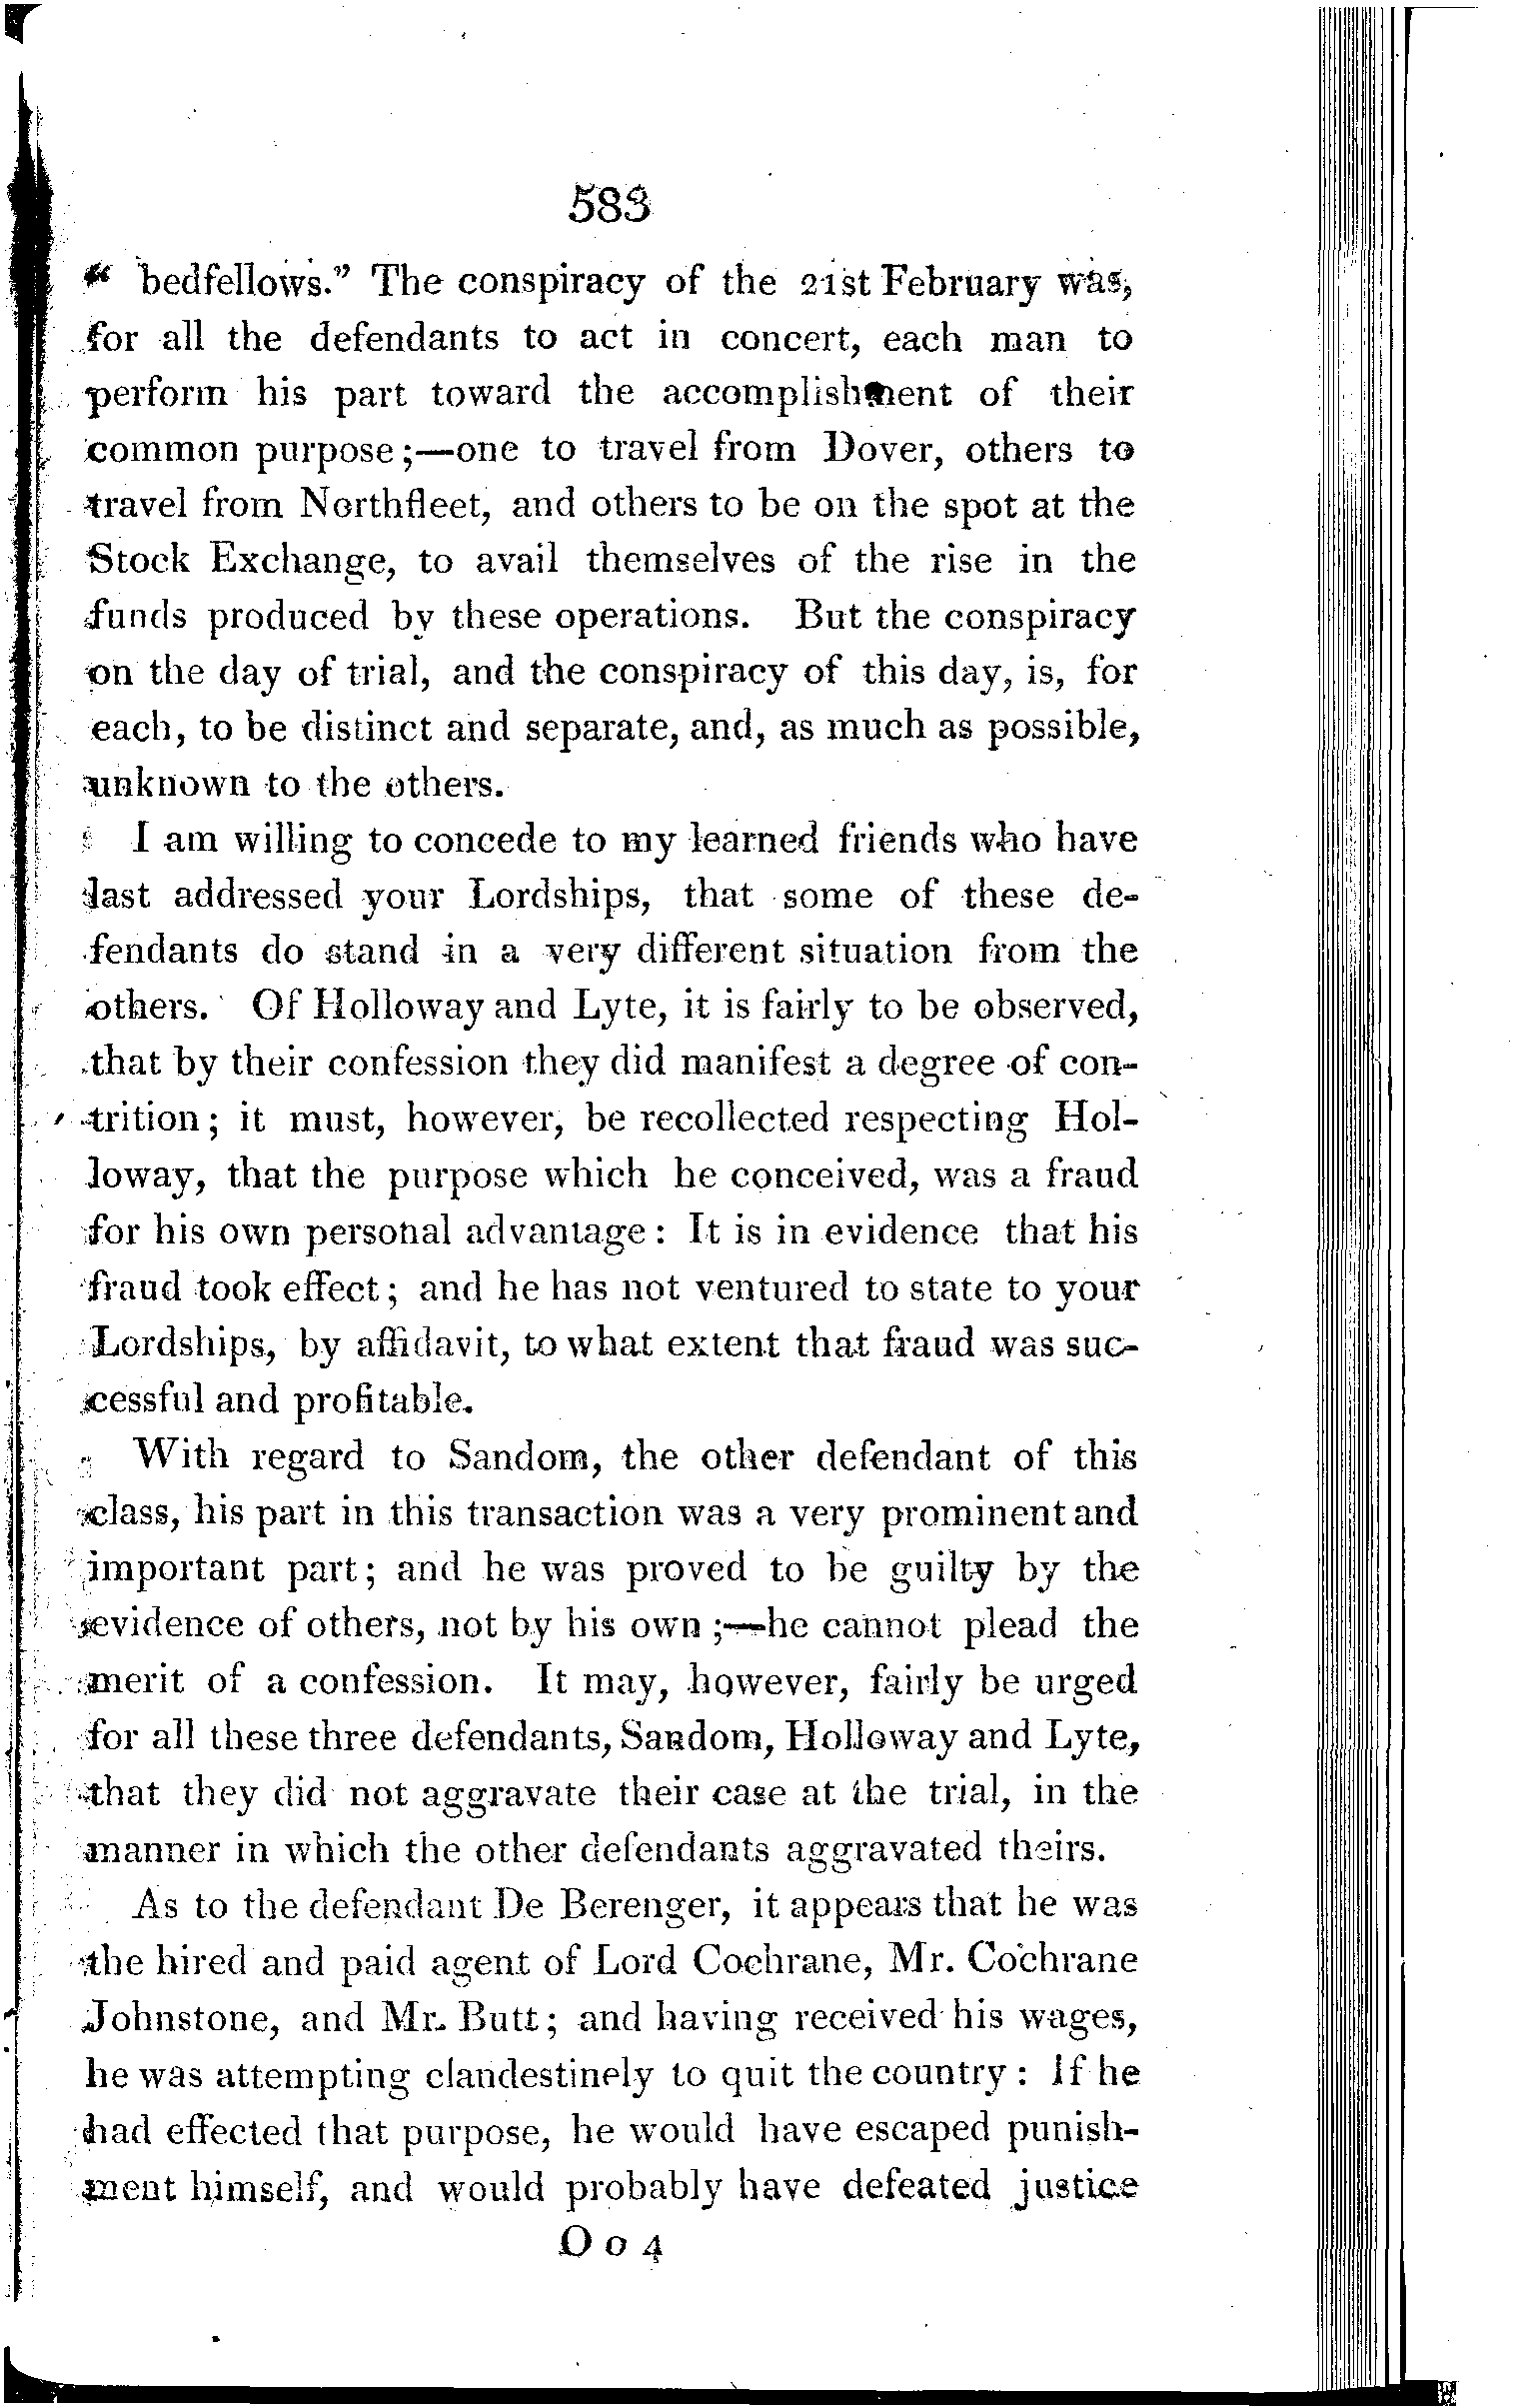 583
“ bedfellows.” The conspiracy of the 21st February was,
for all the defendants to act in concert, each man to
perform his part toward the accomplishment of their
common purpose;—one to travel from Dover, others to
travel from Northfleet, and others to be on the spot at the
Stock Exchange, to avail themselves of the rise in the
funds produced by these operations. But the conspiracy
on the day of trial, and the conspiracy of this day, is, for
each, to be distinct and separate, and, as much as possible,
unknown to the others.
I am willing to concede to my learned friends who have
last addressed your Lordships, that some of these de-
fendants do stand in a very different situation from the
others. Of Holloway and Lyte, it is fairly to be observed,
that by their confession they did manifest a degree of con-
trition; it must, however, be recollected respecting Hol-
loway, that the purpose which he conceived, was a fraud
for his own personal advantage: It is in evidence that his
fraud took effect; and he has not ventured to state to your
Lordships, by affidavit, to what extent that fraud was suc-
cessful and profitable.
With regard to Sandom, the other defendant of this
class, his part in this transaction was a very prominent and
important part; and he was proved to be guilty by the
evidence of others, not by his own;—he cannot plead the
merit of a confession. It may, however, fairly be urged
for all these three defendants, Sandom, Holloway and Lyte,
that they did not aggravate their case at the trial, in the
manner in which the other defendants aggravated theirs.
As to the defendant De Berenger, it appears that he was
the hired and paid agent of Lord Cochrane, Mr. Cochrane
Johnstone, and Mr. Butt; and having received his wages,
he was attempting clandestinely to quit the country: If he
had effected that purpose, he would have escaped punish-
ment himself, and would probably have defeated justice
O o 4